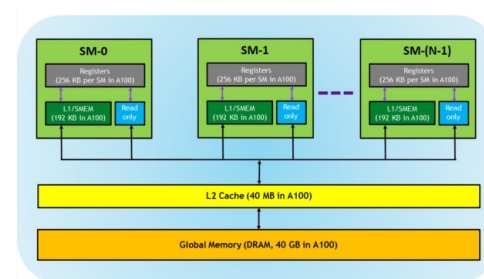 SM-0
Registers
(256 KB per SM in A100)
L1/SMEM
(192 KB in A100)
Read
only
SM-1
Registers
(256 KB per SM in A100)
L1/SMEM
(192 KB in A100)
Read
only
SM-(N-1)
Registers
(256 KB per SM in A100)
L1/SMEM
(192 KB in A100)
Read
only
L2 Cache (40 MB in A100)
Global Memory (DRAM, 40 GB in A100)